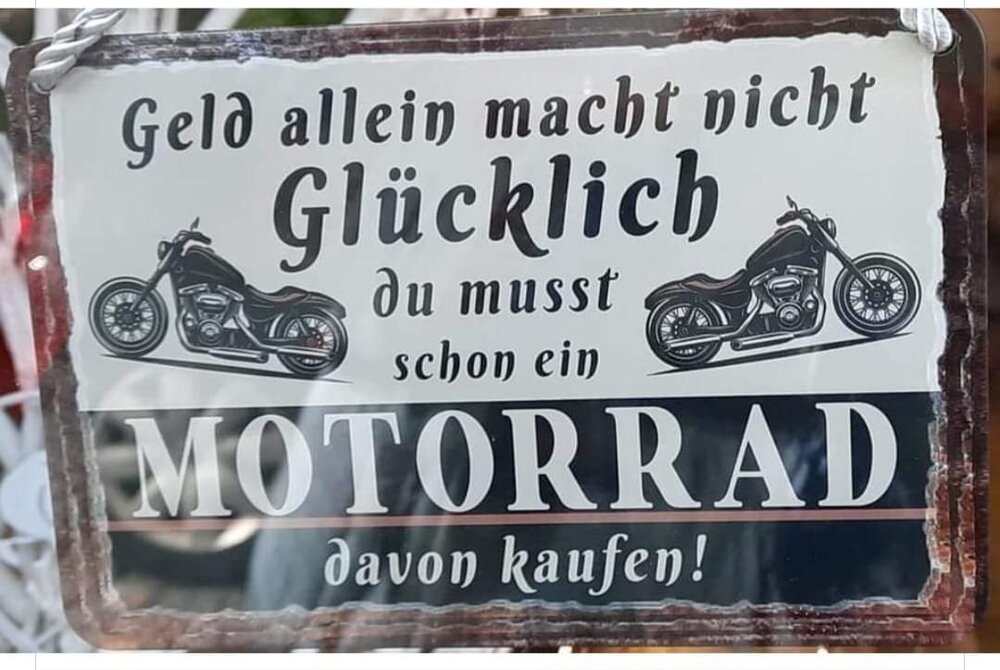 Geld allein macht nicht
Glücklich
du musst
schon ein
MOTORRAD
davon kaufen!